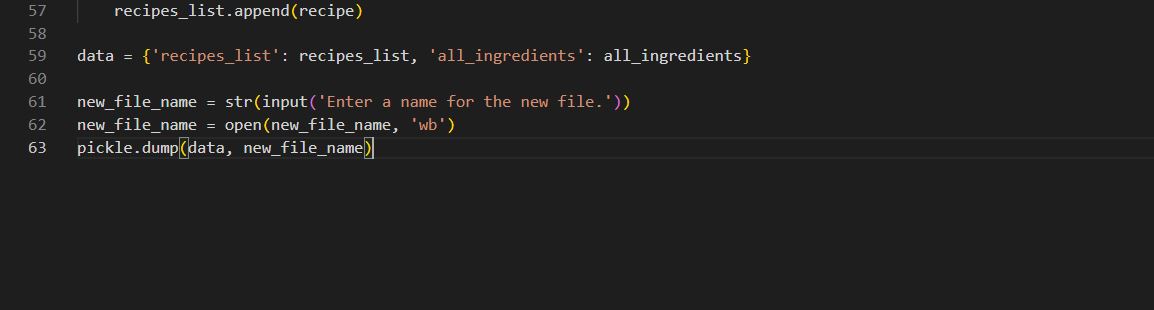 57 recipes_list.append(recipe)
58
59 data = {'recipes_list': recipes_list, 'all_ingredients': all_ingredients}
60
61 new_file_name = str(input('Enter a name for the new file.'))
62 new_file_name = open(new_file_name, 'wb')
63 pickle.dump(data, new_file_name)